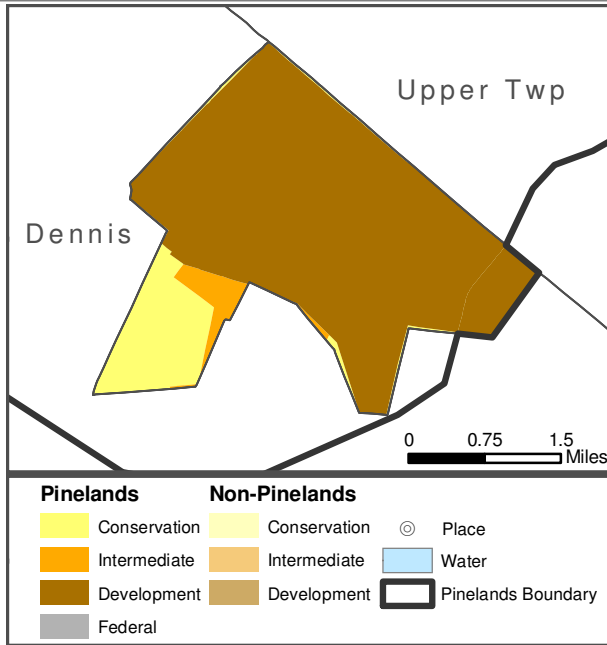 Upper Twp
Dennis
0 0.75 1.5
Miles
Pinelands Non-Pinelands
Conservation Conservation Place
Intermediate Intermediate Water
Development Development Pinelands Boundary
Federal